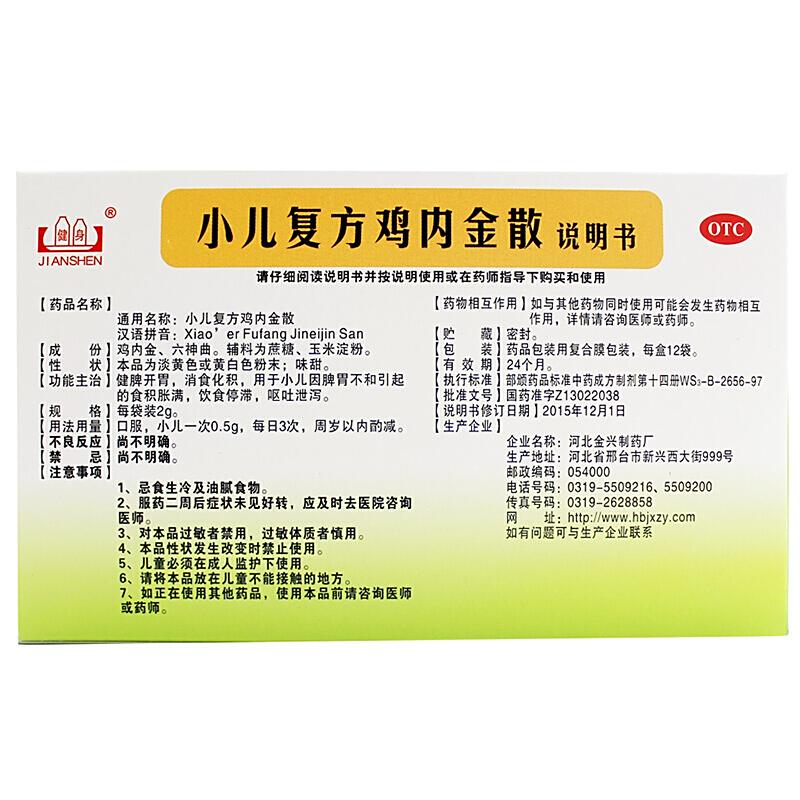 健身
®
JIANSHEN
小儿复方鸡内金散 说明书
OTC
请仔细阅读说明书并按说明使用或在药师指导下购买和使用
【药品名称】
通用名称：小儿复方鸡内金散
汉语拼音：Xiao’er Fufang Jineijin San
【成　份】鸡内金、六神曲。辅料为蔗糖、玉米淀粉。
【性　状】本品为淡黄色或黄白色粉末；味甜。
【功能主治】健脾开胃，消食化积，用于小儿因脾胃不和引起
的食积胀满，饮食停滞，呕吐泄泻。
【规　格】每袋装2g。
【用法用量】口服，小儿一次0.5g，每日3次，周岁以内酌减。
【不良反应】尚不明确。
【禁　忌】尚不明确。
【注意事项】
1、忌食生冷及油腻食物。
2、服药二周后症状未见好转，应及时去医院咨询
医师。
3、对本品过敏者禁用，过敏体质者慎用。
4、本品性状发生改变时禁止使用。
5、儿童必须在成人监护下使用。
6、请将本品放在儿童不能接触的地方。
7、如正在使用其他药品，使用本品前请咨询医师
或药师。
【药物相互作用】如与其他药物同时使用可能会发生药物相互
作用，详情请咨询医师或药师。
【贮　藏】密封。
【包　装】药品包装用复合膜包装，每盒12袋。
【有 效 期】24个月。
【执行标准】部颁药品标准中药成方制剂第十四册WS₃-B-2656-97
【批准文号】国药准字Z13022038
【说明书修订日期】2015年12月1日
【生产企业】
企业名称：河北金兴制药厂
生产地址：河北省邢台市新兴西大街999号
邮政编码：054000
电话号码：0319-5509216、5509200
传真号码：0319-2628858
网　址：http://www.hbjxzy.com
如有问题可与生产企业联系